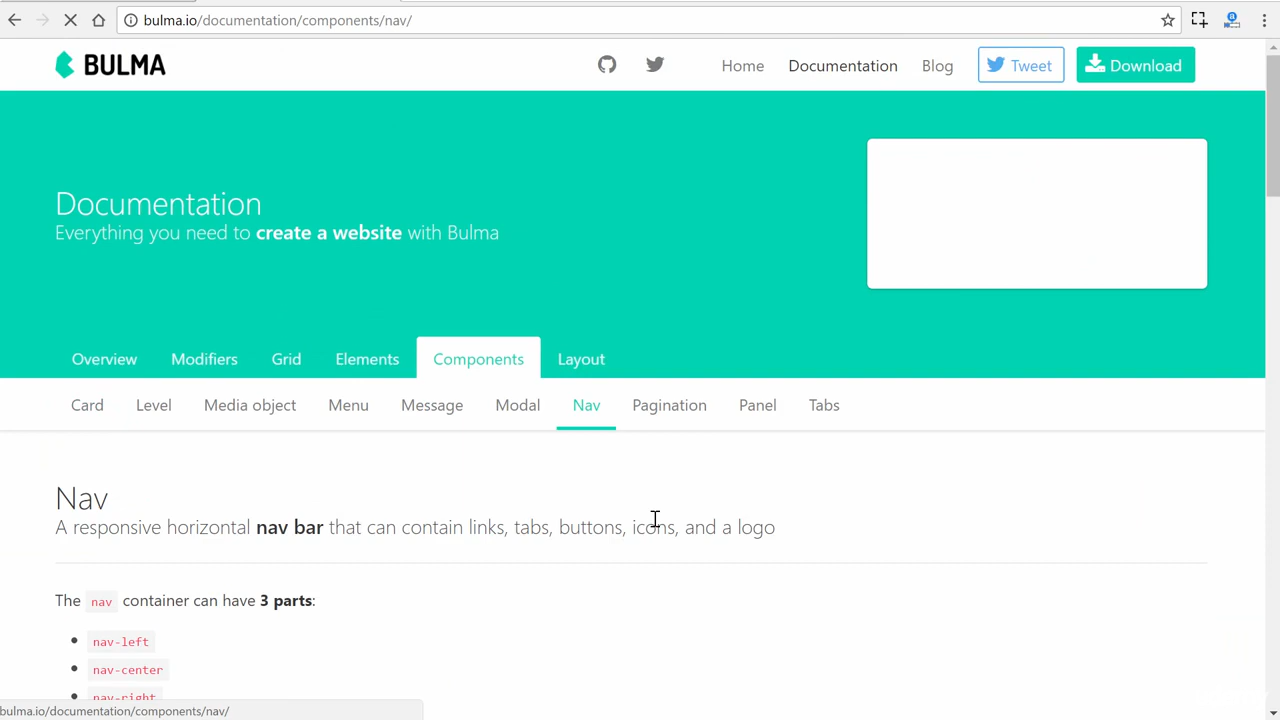 bulma.io/documentation/components/nav/
BULMA
Home
Documentation
Blog
Tweet
Download
Documentation
Everything you need to create a website with Bulma
Overview
Modifiers
Grid
Elements
Components
Layout
Card
Level
Media object
Menu
Message
Modal
Nav
Pagination
Panel
Tabs
Nav
A responsive horizontal nav bar that can contain links, tabs, buttons, icons, and a logo
The nav container can have 3 parts:
nav-left
nav-center
nav-right
bulma.io/documentation/components/nav/